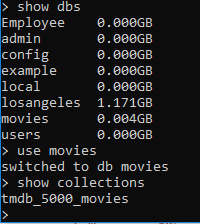 > show dbs
Employee    0.000GB
admin       0.000GB
config      0.000GB
example     0.000GB
local       0.000GB
losangeles  1.171GB
movies      0.004GB
users       0.000GB
> use movies
switched to db movies
> show collections
tmdb_5000_movies
>